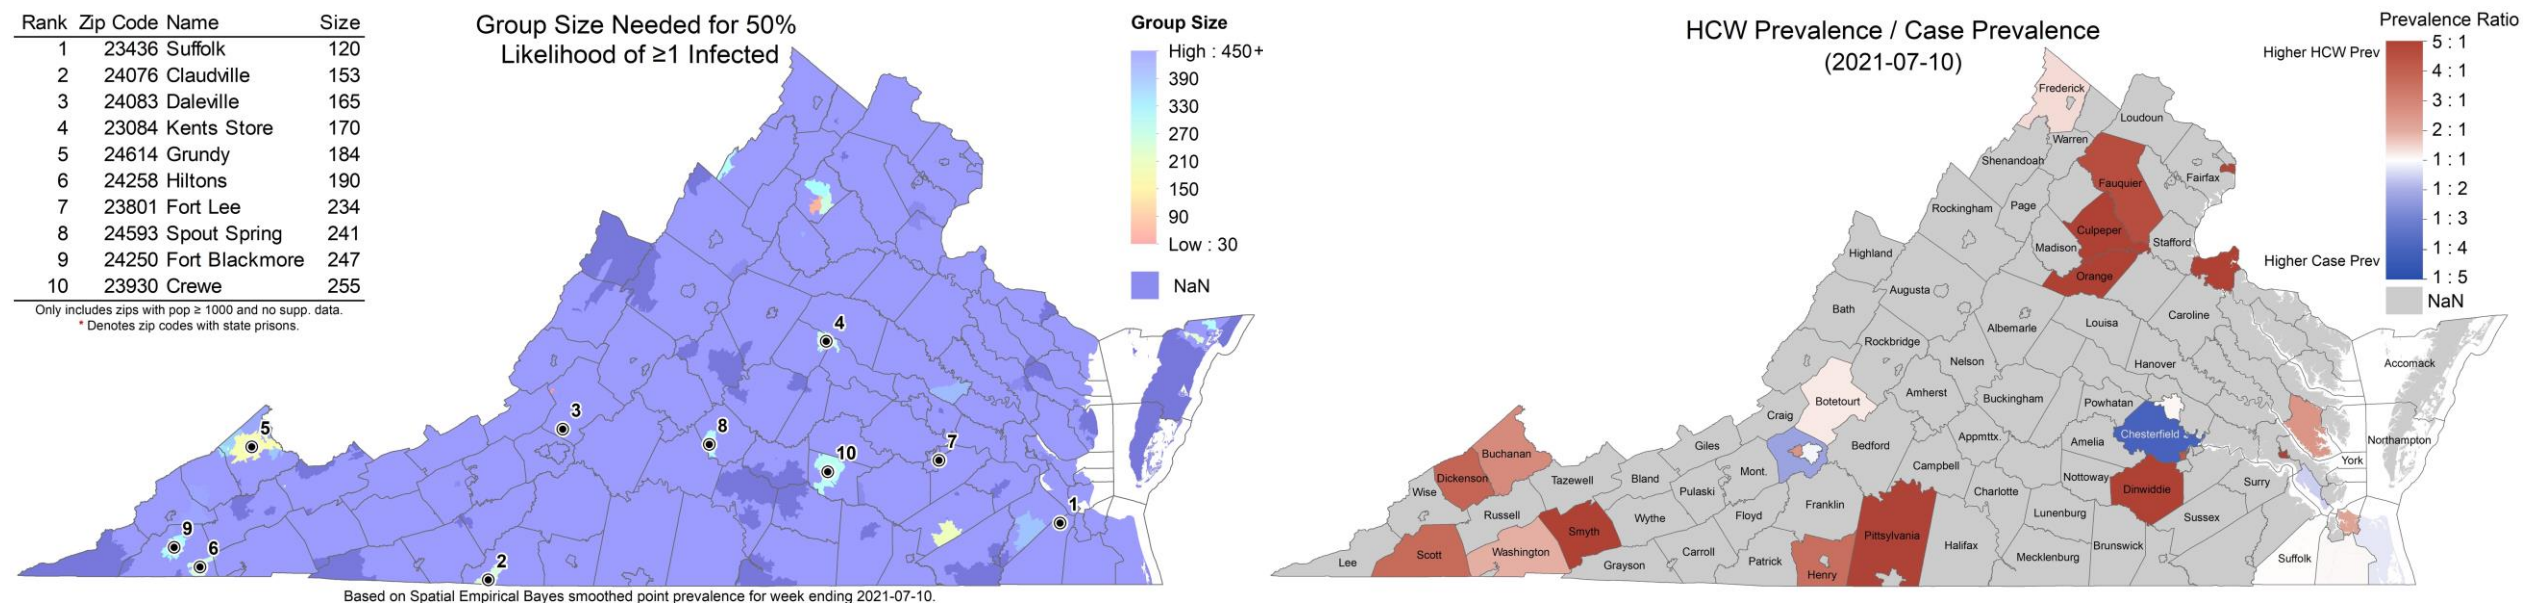 Rank Zip Code Name Size
1 23436 Suffolk 120
2 24076 Claudville 153
3 24083 Daleville 165
4 23084 Kents Store 170
5 24614 Grundy 184
6 24258 Hiltons 190
7 23801 Fort Lee 234
8 24593 Spout Spring 241
9 24250 Fort Blackmore 247
10 23930 Crewe 255
Only includes zips with pop ≥ 1000 and no supp. data.
* Denotes zip codes with state prisons.
Group Size Needed for 50%
Likelihood of ≥1 Infected
Group Size
High : 450+
390
330
270
210
150
90
Low : 30
NaN
4
3
5
8
10
7
1
9
6
2
Based on Spatial Empirical Bayes smoothed point prevalence for week ending 2021-07-10.
HCW Prevalence / Case Prevalence
(2021-07-10)
Prevalence Ratio
Higher HCW Prev
5 : 1
4 : 1
3 : 1
2 : 1
1 : 1
1 : 2
1 : 3
1 : 4
Higher Case Prev
1 : 5
NaN
Frederick
Loudoun
Warren
Shenandoah
Fairfax
Fauquier
Page
Rockingham
Culpeper
Stafford
Madison
Highland
Orange
Augusta
Bath
Caroline
Louisa
Albemarle
Rockbridge
Nelson
Hanover
Accomack
Amherst
Buckingham
Botetourt
Powhatan
Craig
Chesterfield
Appmttx.
Amelia
Northampton
Giles
Bedford
Buchanan
York
Campbell
Mont.
Dickenson
Tazewell
Bland
Nottoway
Surry
Wise
Pulaski
Charlotte
Dinwiddie
Franklin
Lunenburg
Russell
Floyd
Wythe
Sussex
Smyth
Pittsylvania
Halifax
Brunswick
Washington
Carroll
Scott
Mecklenburg
Suffolk
Patrick
Lee
Grayson
Henry